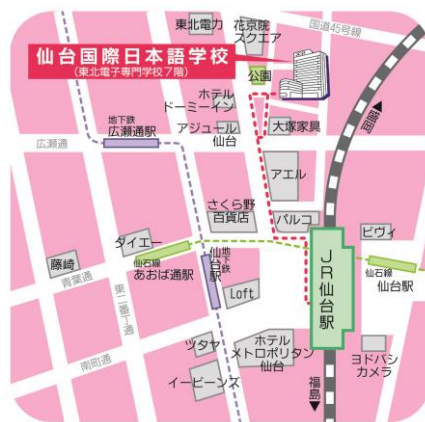 東北電力
花京院
スクエア
国道45号線
仙台国際日本語学校
(東北電子専門学校7階)
公園
ホテル
ドーミーイン
▲盛岡
地下鉄
広瀬通駅
アジュール
仙台
大塚家具
広瀬通
アエル
さくら野
百貨店
パルコ
ダイエー
ビヴィ
藤崎
仙石線
あおば通駅
地下鉄
仙台駅
JR仙台駅
仙石線
仙台駅
青葉通
東二番丁通
Loft
ツタヤ
ホテル
メトロポリタン
仙台
ヨドバシ
カメラ
南町通
イービーンズ
福島▼